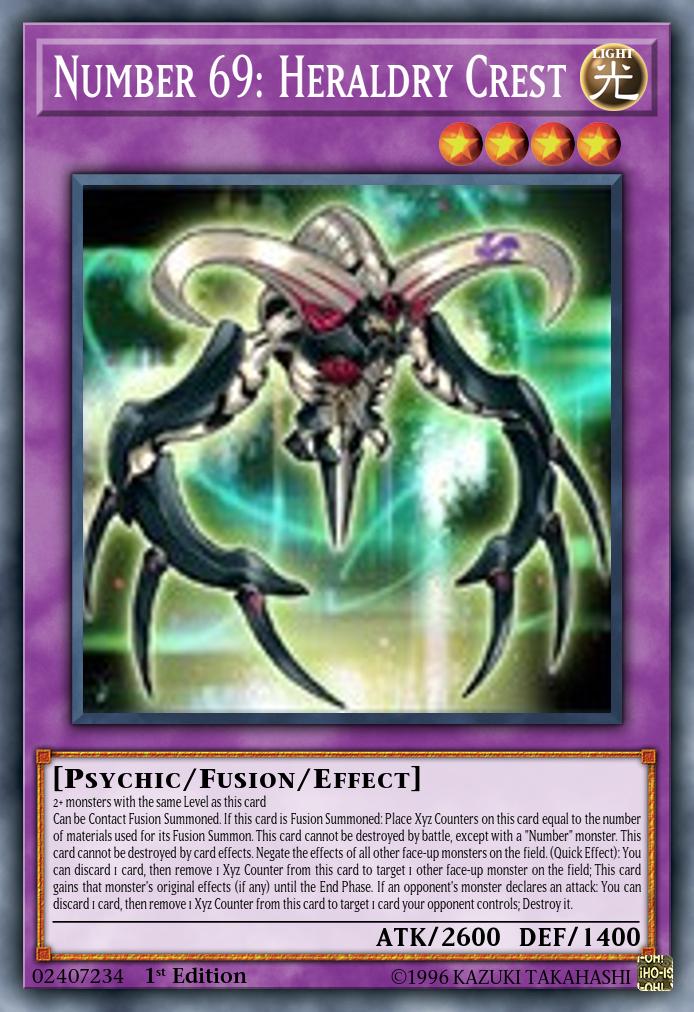 Number 69: Heraldry Crest
LIGHT
光
[Psychic/Fusion/Effect]
2+ monsters with the same Level as this card
Can be Contact Fusion Summoned. If this card is Fusion Summoned: Place Xyz Counters on this card equal to the number
of materials used for its Fusion Summon. This card cannot be destroyed by battle, except with a "Number" monster. This
card cannot be destroyed by card effects. Negate the effects of all other face-up monsters on the field. (Quick Effect): You
can discard 1 card, then remove 1 Xyz Counter from this card to target 1 other face-up monster on the field; This card
gains that monster's original effects (if any) until the End Phase. If an opponent's monster declares an attack: You can
discard 1 card, then remove 1 Xyz Counter from this card to target 1 card your opponent controls; Destroy it.
ATK/2600 DEF/1400
02407234 1st Edition ©1996 KAZUKI TAKAHASHI